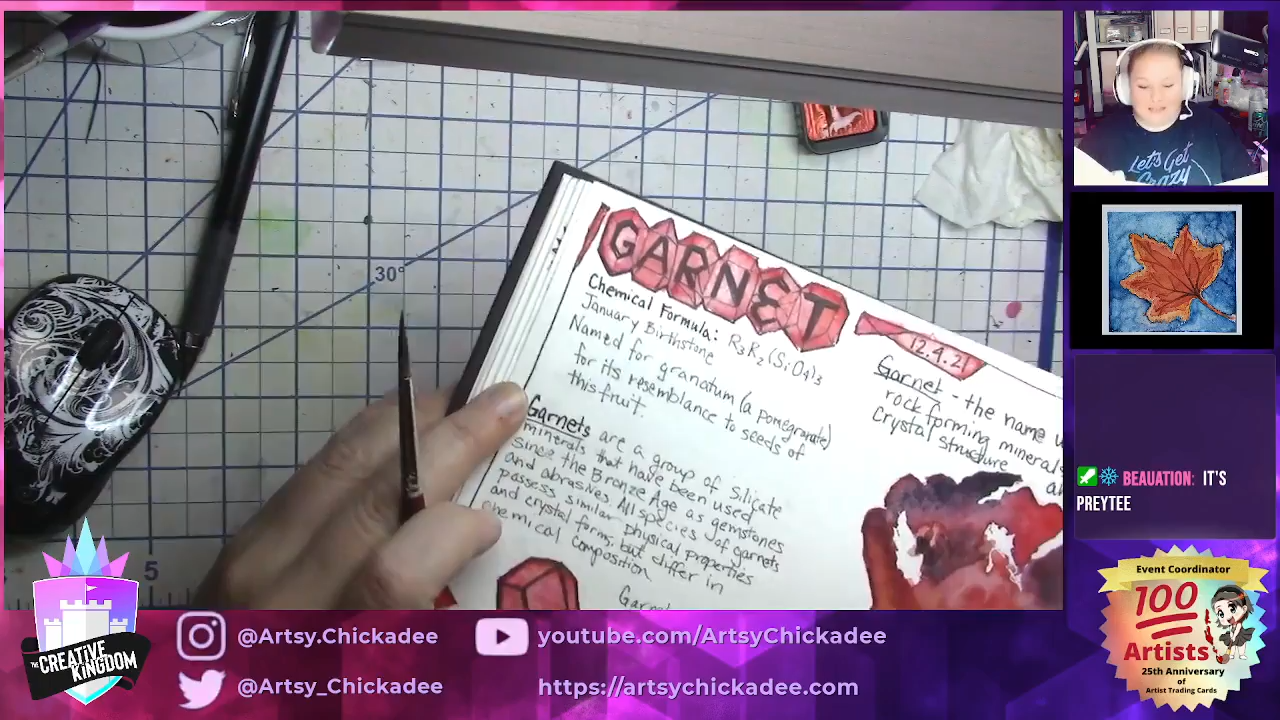 GARNET
Chemical Formula: R3R2(SiO4)3
January Birthstone
Named for granatum (a pomegranate)
for its resemblance to seeds of
this fruit.
Garnets are a group of silicate
minerals that have been used
since the Bronze Age as gemstones
and abrasives. All species of garnets
possess similar physical properties
and crystal forms, but differ in
chemical composition
12.4.21
Garnet - the name
rock forming minerals
crystal structure
30°
5
LET'S GET
CRAZY
BEAUATION: IT'S
PREYTEE
Event Coordinator
100
Artists
25th Anniversary
of
Artist Trading Cards
THE CREATIVE
KINGDOM
@Artsy.Chickadee
youtube.com/ArtsyChickadee
@Artsy_Chickadee
https://artsychickadee.com